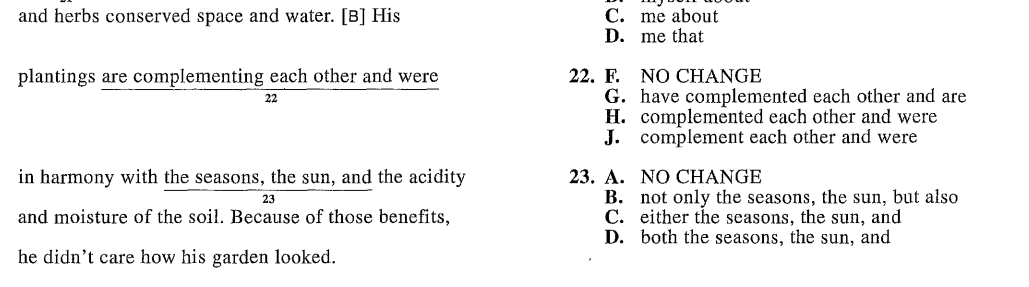 and herbs conserved space and water. [B] His
plantings are complementing each other and were
22
in harmony with the seasons, the sun, and the acidity
23
and moisture of the soil. Because of those benefits,
he didn't care how his garden looked.
C. me about
D. me that
22. F. NO CHANGE
G. have complemented each other and are
H. complemented each other and were
J. complement each other and were
23. A. NO CHANGE
B. not only the seasons, the sun, but also
C. either the seasons, the sun, and
D. both the seasons, the sun, and